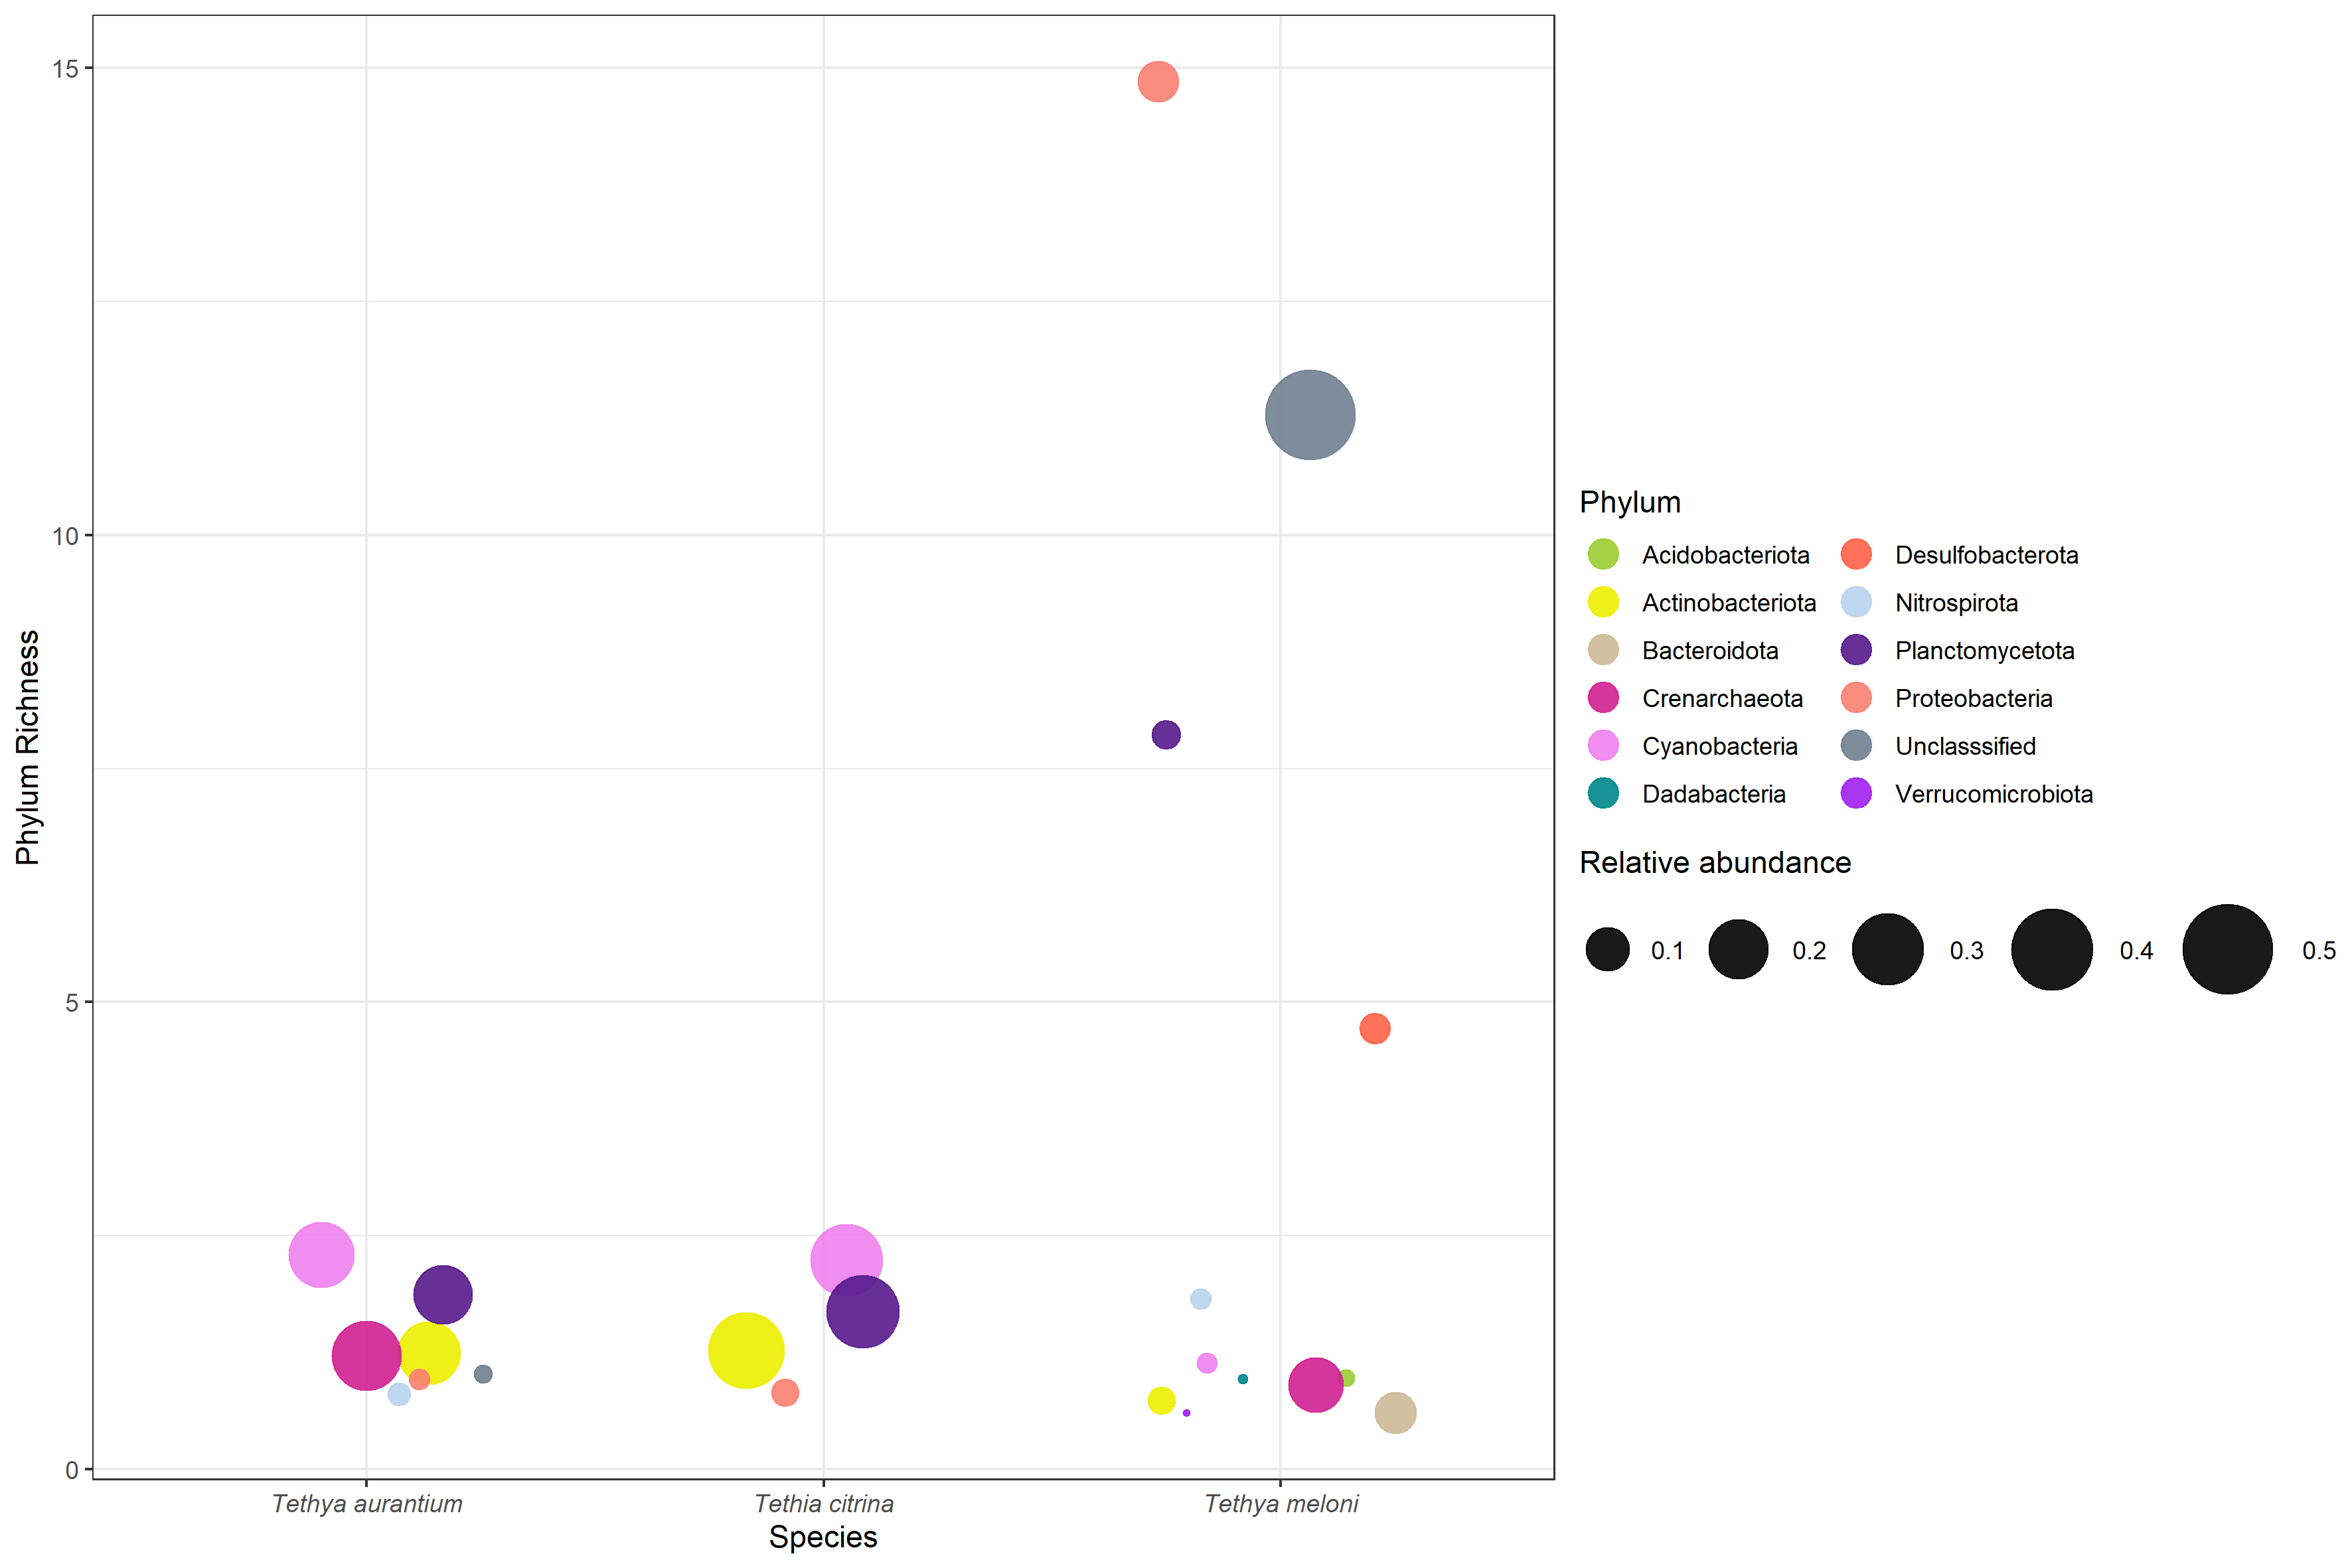 15
10
5
0
Phylum Richness
Tethya aurantium
Tethia citrina
Tethya meloni
Species
Phylum
Acidobacteriota
Actinobacteriota
Bacteroidota
Crenarchaeota
Cyanobacteria
Dadabacteria
Desulfobacterota
Nitrospirota
Planctomycetota
Proteobacteria
Unclasssified
Verrucomicrobiota
Relative abundance
0.1 0.2 0.3 0.4 0.5